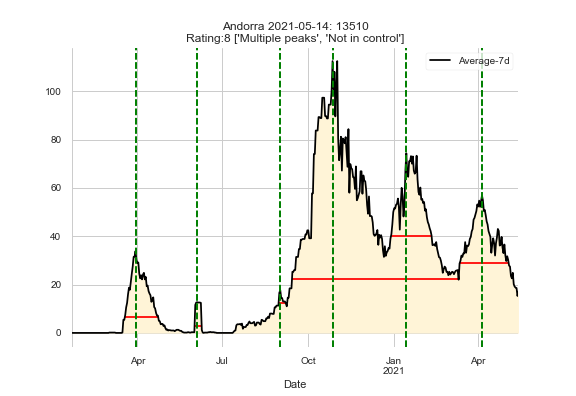 Andorra 2021-05-14: 13510
Rating:8 ['Multiple peaks', 'Not in control']
Average-7d
100
80
60
40
20
0
Apr
Jul
Oct
Jan
2021
Apr
Date